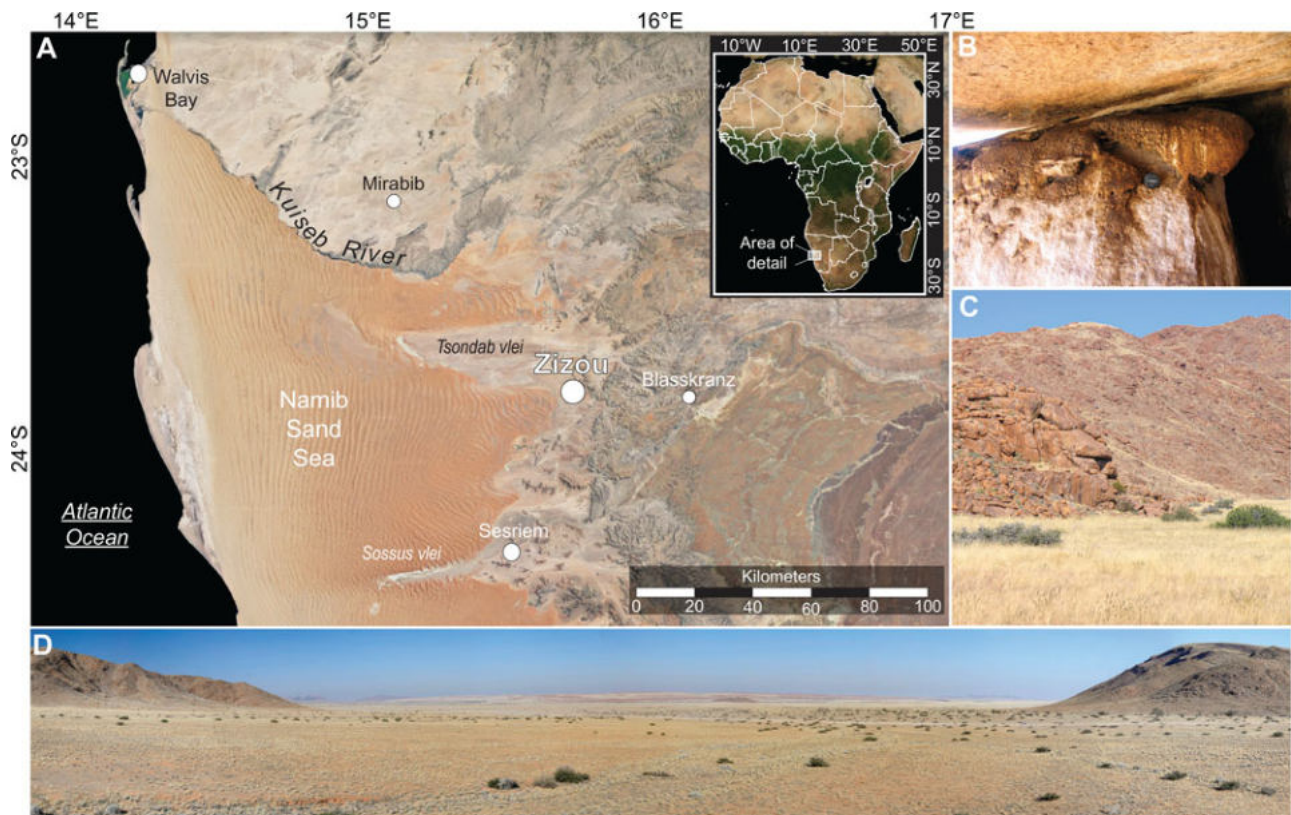 14°E 15°E 16°E 17°E
A
Walvis
Bay
23°S
Mirabib
Kuiseb River
Tsondab vlei
Zizou
Blasskranz
Namib
Sand
Sea
24°S
Atlantic
Ocean
Sesriem
Sossus vlei
Kilometers
0 20 40 60 80 100
10°W 10°E 30°E 50°E
30°N
10°N
10°S
30°S
Area of
detail
B
C
D